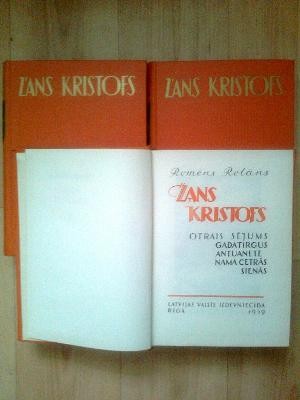 ŽANS KRISTOFS
ŽANS KRISTOFS
Romēns Rolāns
ŽANS
KRISTOFS
OTRAIS SĒJUMS
GADATIRGUS
ANTUANETE
NAMA ČETRĀS
SIENĀS
LATVIJAS VALSTS IZDEVNIECĪBA
RĪGĀ 1959